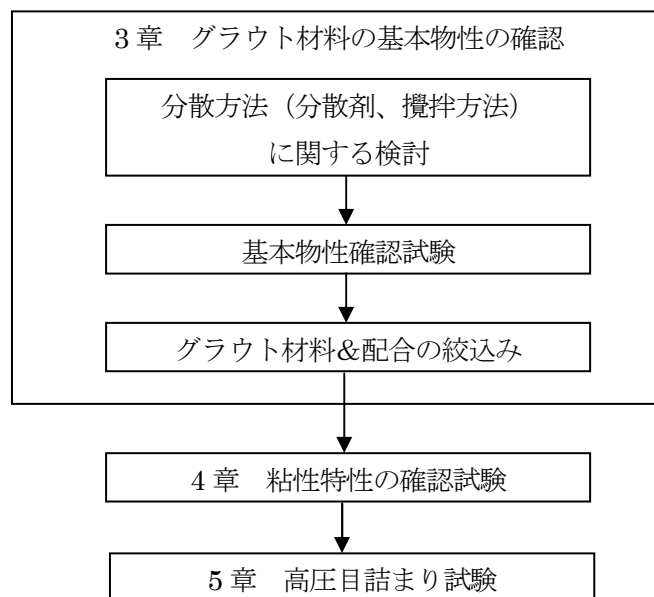 3 章　グラウト材料の基本物性の確認
分散方法（分散剤、攪拌方法）
に関する検討
基本物性確認試験
グラウト材料&配合の絞込み
4 章　粘性特性の確認試験
5 章　高圧目詰まり試験